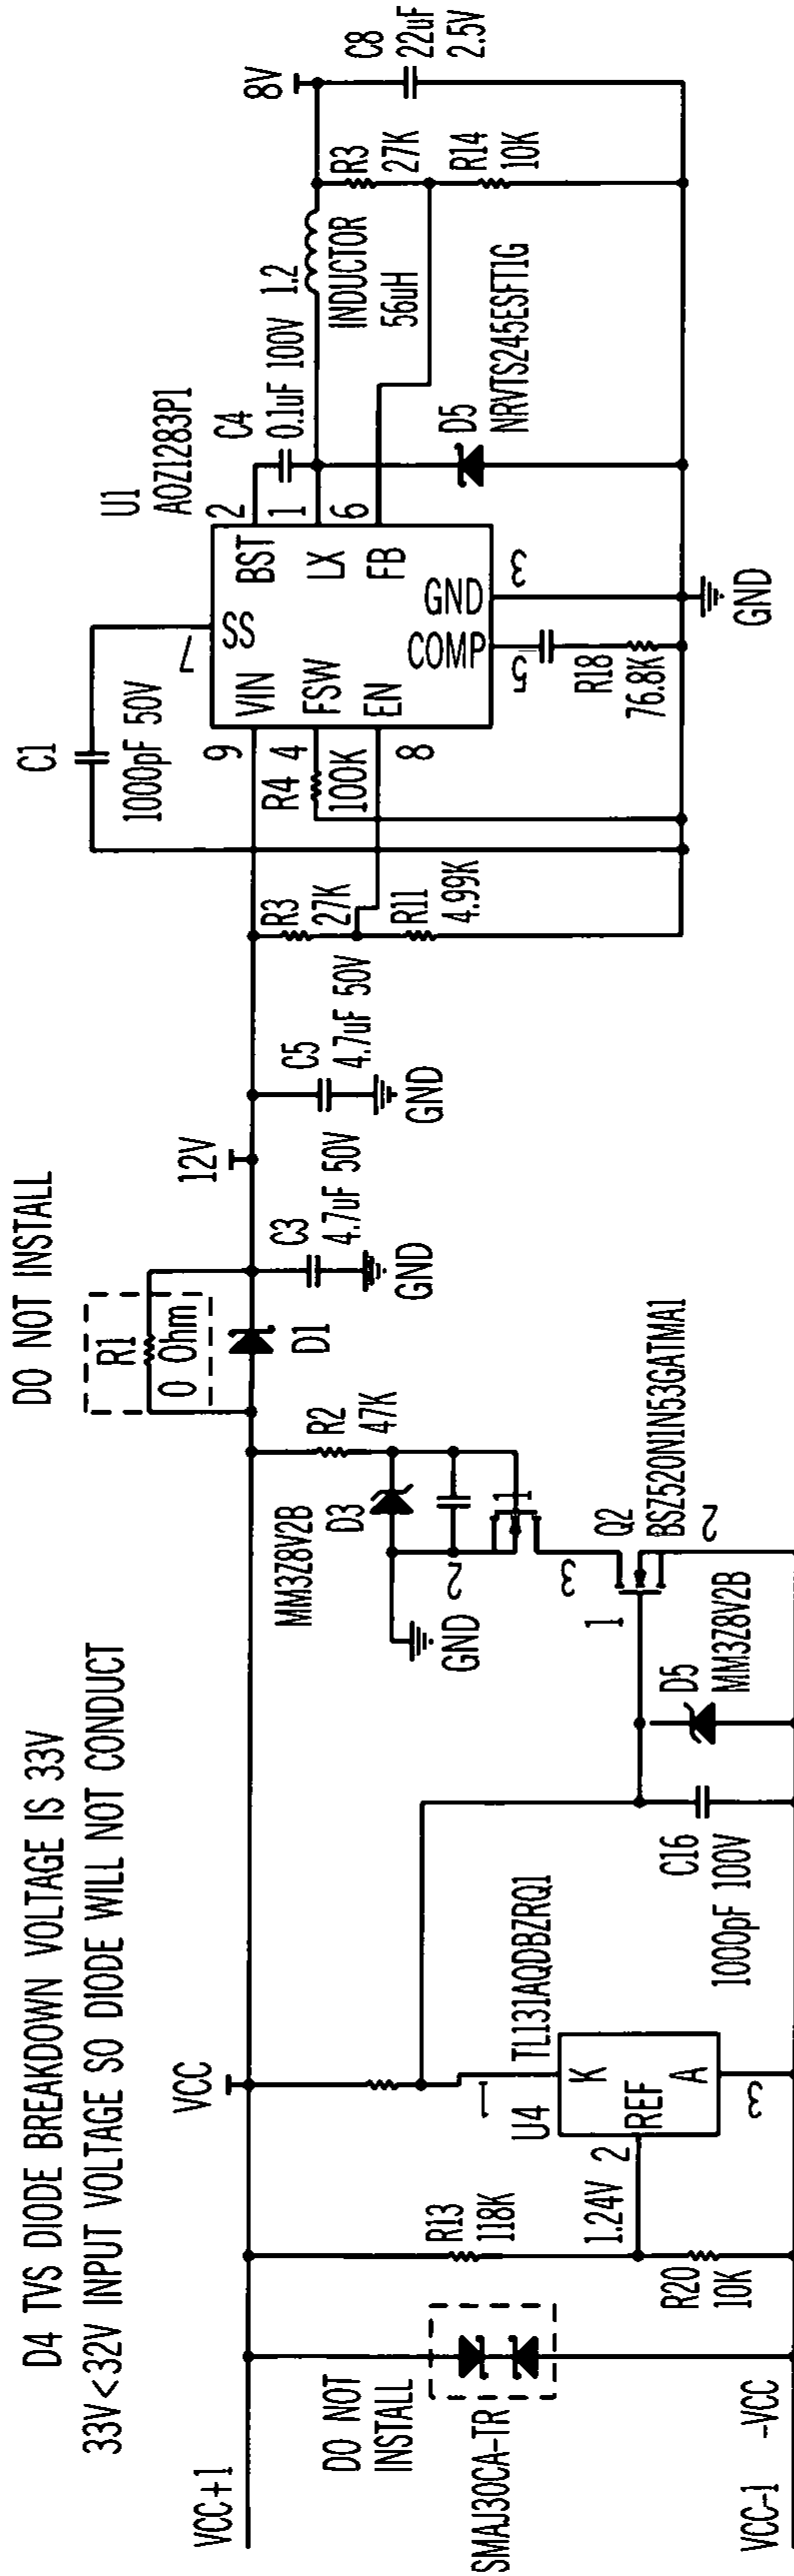 D4 TVS DIODE BREAKDOWN VOLTAGE IS 33V
33V<32V INPUT VOLTAGE SO DIODE WILL NOT CONDUCT
VCC+1
DO NOT
INSTALL
SMAJ30CA-TR
VCC-1 -VCC
VCC
R13
118K
1.24V
2
R20
10K
U4
TL131AQDBZRQ1
1
K
REF
A
3
C16
1000pF 100V
D5
MM3Z8V2B
1
Q2
BSZ520N1N53GATMA1
2
3
2
1
GND
MM3Z8V2B
D3
R2
47K
DO NOT INSTALL
R1
0 Ohm
D1
C3
4.7uF 50V
GND
12V
C5
4.7uF 50V
GND
R3
27K
R11
4.99K
C1
1000pF 50V
R4
100K
9
4
8
7
U1
AOZ1283P1
SS
VIN
FSW
EN
BST
LX
FB
GND
COMP
2
1
6
3
5
R18
76.8K
GND
C4
0.1uF 100V
D5
NRVTS245ESFT1G
1.2
INDUCTOR
56uH
8V
R3
27K
R14
10K
C8
22uF
2.5V